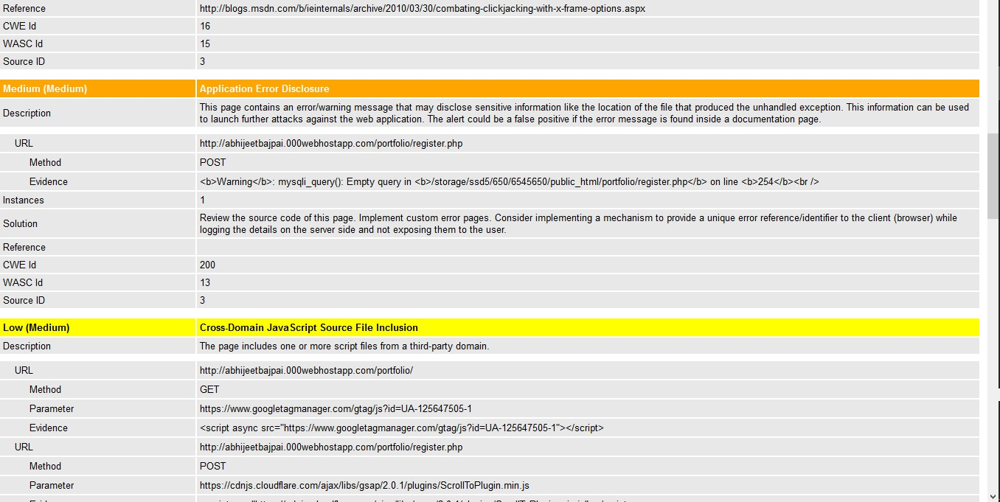 Reference http://blogs.msdn.com/b/ieinternals/archive/2010/03/30/combating-clickjacking-with-x-frame-options.aspx
CWE Id 16
WASC Id 15
Source ID 3
Medium (Medium) Application Error Disclosure
Description This page contains an error/warning message that may disclose sensitive information like the location of the file that produced the unhandled exception. This information can be used
to launch further attacks against the web application. The alert could be a false positive if the error message is found inside a documentation page.
URL http://abhijeetbajpai.000webhostapp.com/portfolio/register.php
Method POST
Evidence <b>Warning</b>: mysqli_query(): Empty query in <b>/storage/ssd5/650/6545650/public_html/portfolio/register.php</b> on line <b>254</b><br />
Instances 1
Solution Review the source code of this page. Implement custom error pages. Consider implementing a mechanism to provide a unique error reference/identifier to the client (browser) while
logging the details on the server side and not exposing them to the user.
Reference
CWE Id 200
WASC Id 13
Source ID 3
Low (Medium) Cross-Domain JavaScript Source File Inclusion
Description The page includes one or more script files from a third-party domain.
URL http://abhijeetbajpai.000webhostapp.com/portfolio/
Method GET
Parameter https://www.googletagmanager.com/gtag/js?id=UA-125647505-1
Evidence <script async src="https://www.googletagmanager.com/gtag/js?id=UA-125647505-1"></script>
URL http://abhijeetbajpai.000webhostapp.com/portfolio/register.php
Method POST
Parameter https://cdnjs.cloudflare.com/ajax/libs/gsap/2.0.1/plugins/ScrollToPlugin.min.js